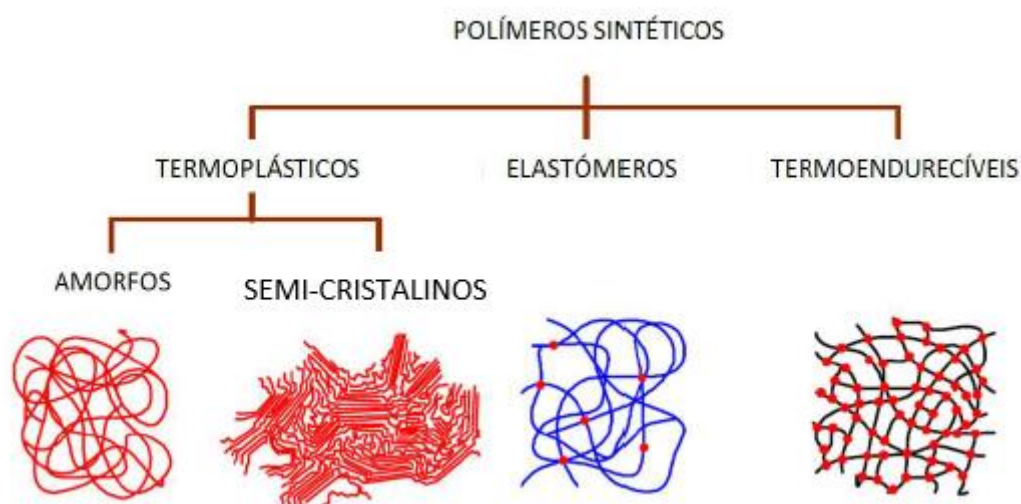 POLÍMEROS SINTÉTICOS
TERMOPLÁSTICOS
ELASTÓMEROS
TERMOENDURECÍVEIS
AMORFOS
SEMI-CRISTALINOS